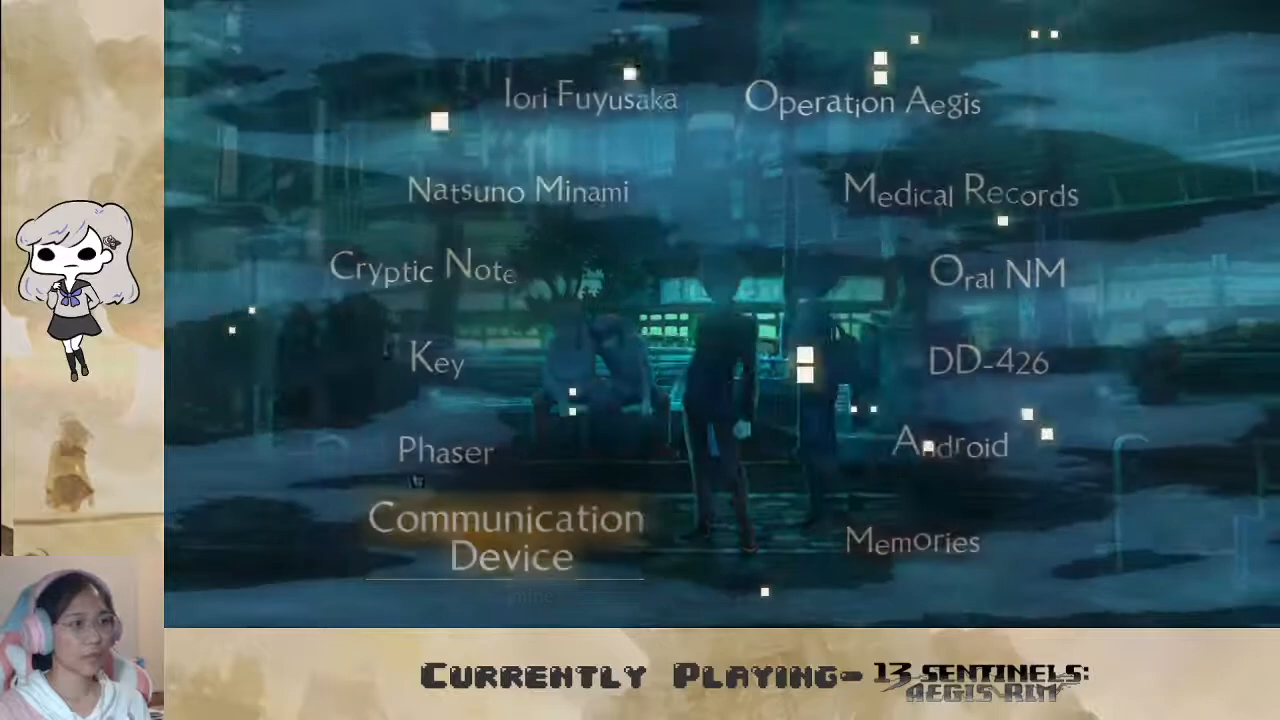 Iori Fuyusaka
Operation Aegis
Natsuno Minami
Medical Records
Cryptic Note
Oral NM
Key
DD-426
Phaser
Android
Communication
Device
Memories
Currently Playing-
13 SENTINELS:
AEGIS RIM